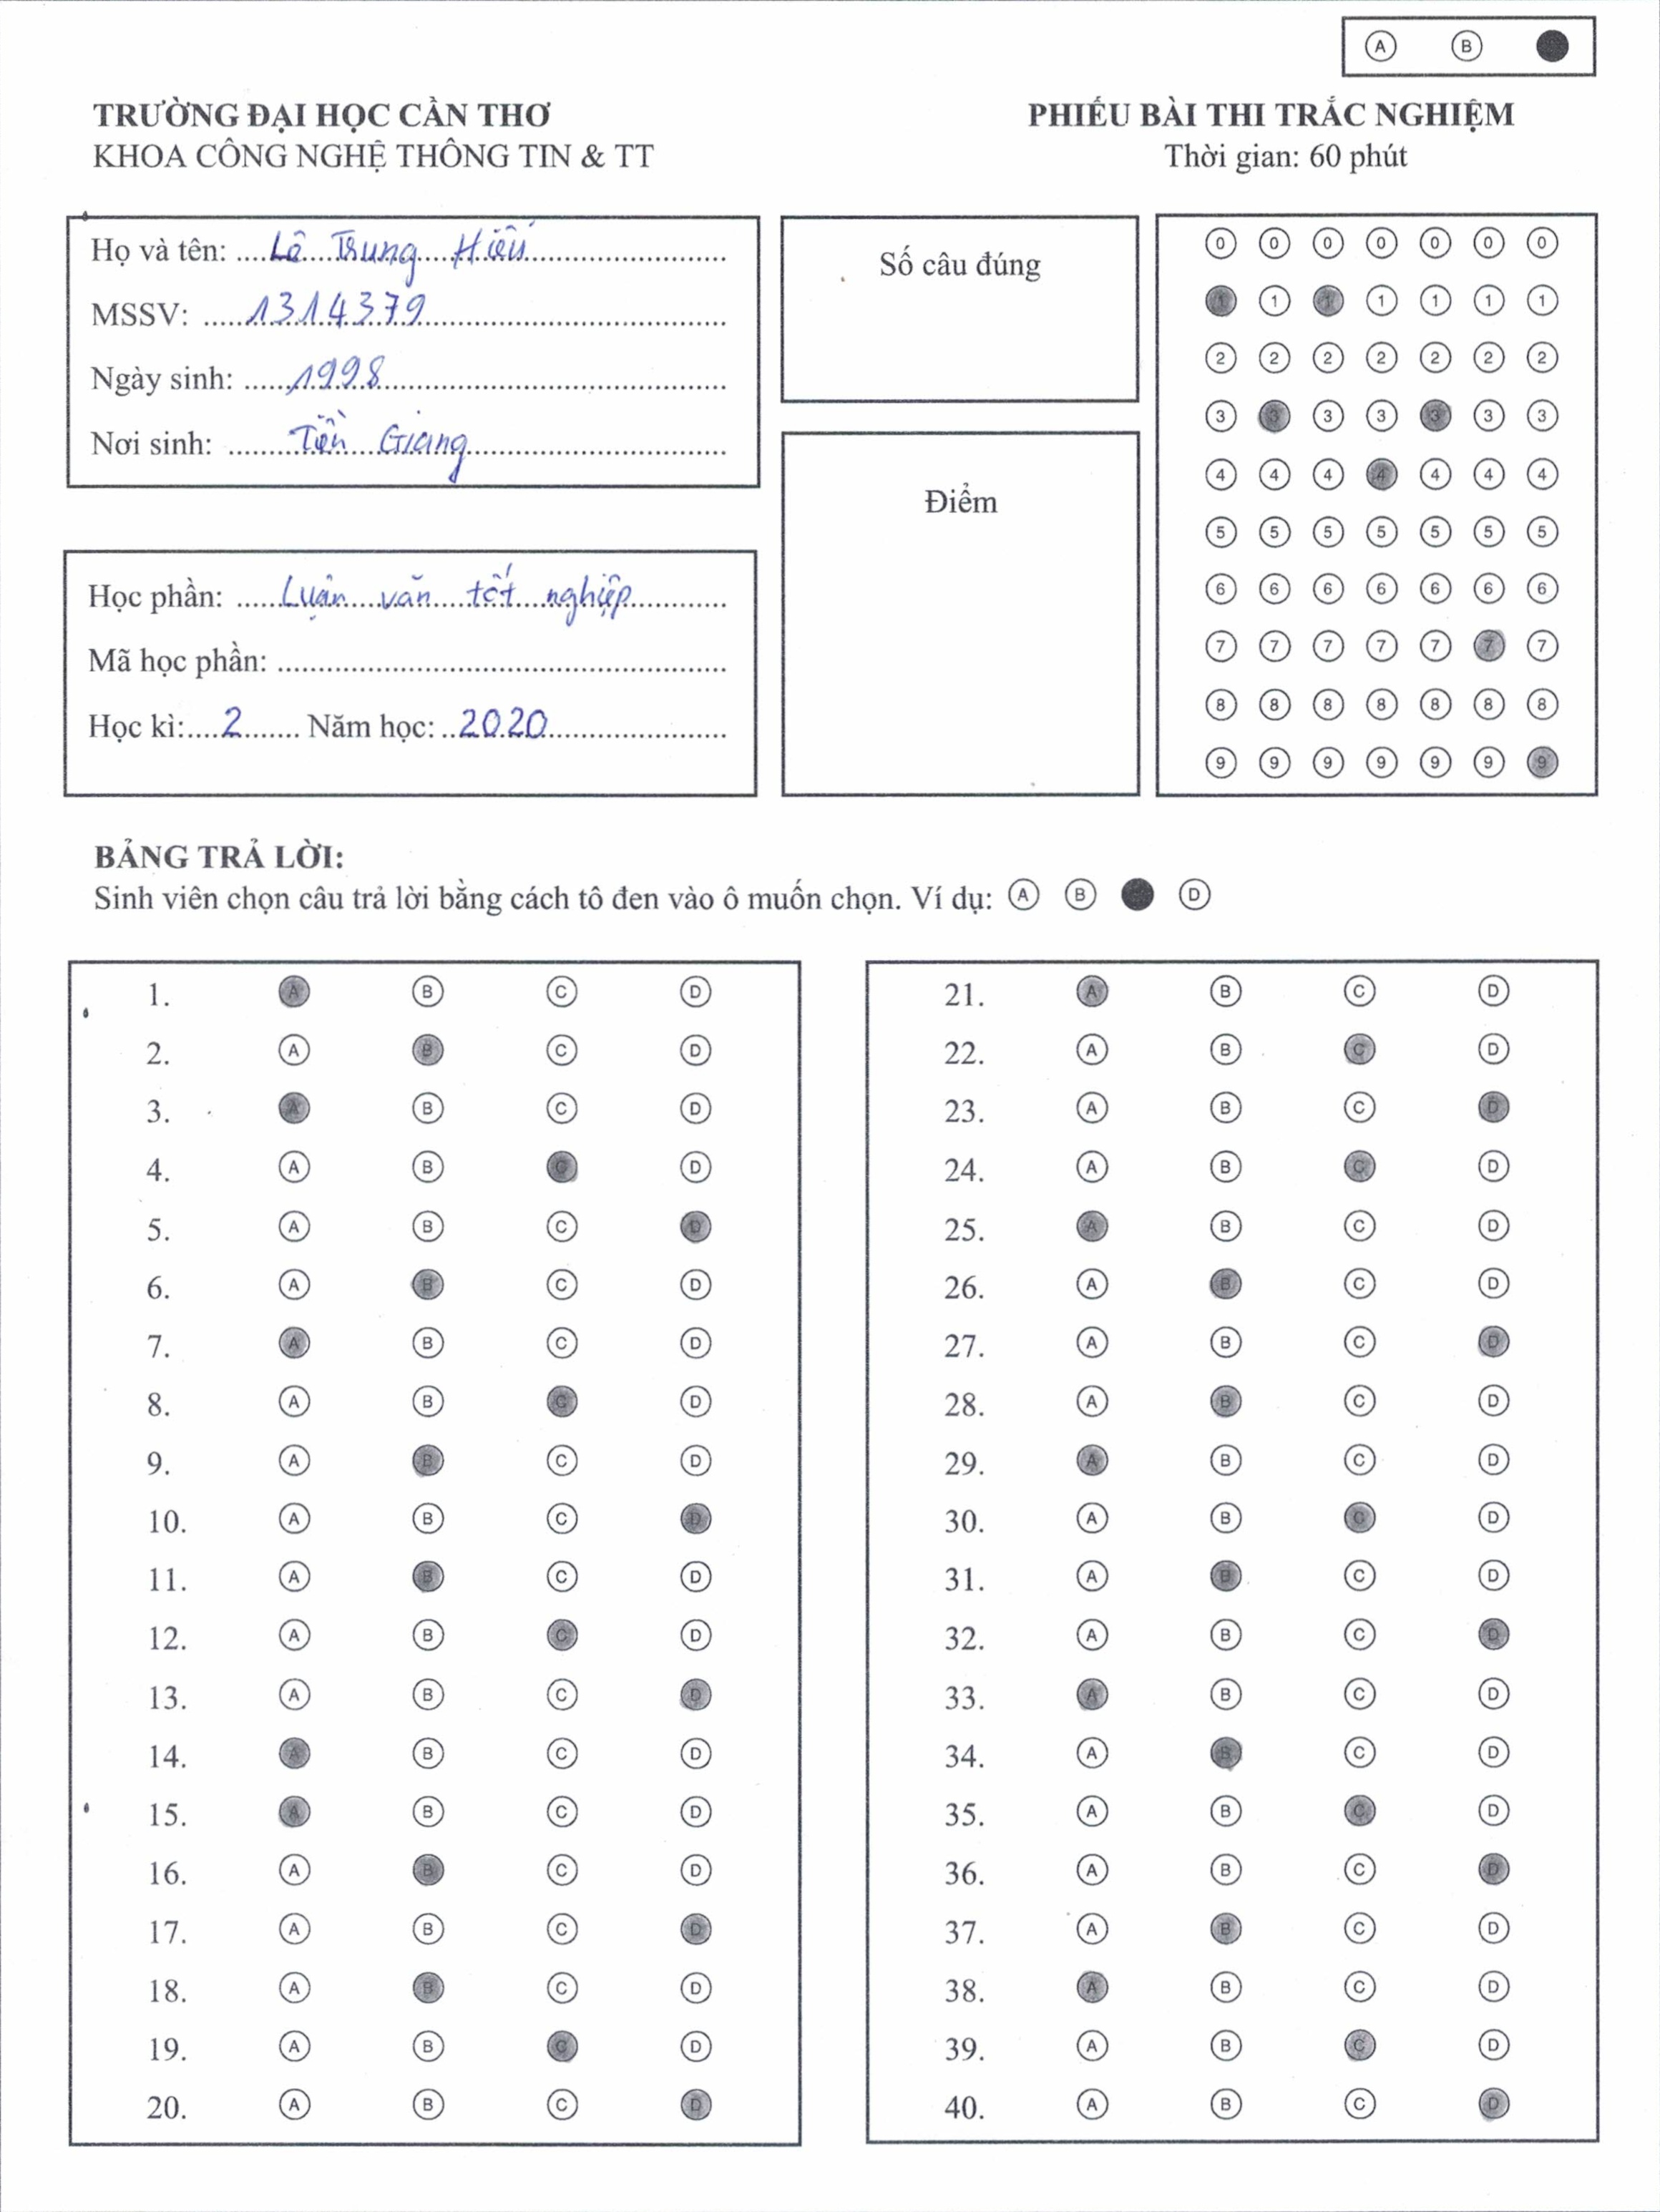 A B
TRƯỜNG ĐẠI HỌC CẦN THƠ
KHOA CÔNG NGHỆ THÔNG TIN & TT
PHIẾU BÀI THI TRẮC NGHIỆM
Thời gian: 60 phút
Họ và tên: ....Lê Trung Hiếu....
MSSV: ....1314379....
Ngày sinh: ....1998....
Nơi sinh: ....Tiền Giang....
Học phần: ....Luận văn tốt nghiệp....
Mã học phần: ....
Học kì:....2.... Năm học: ..2020....
Số câu đúng
Điểm
0 0 0 0 0 0 0
1 1 1 1 1 1 1
2 2 2 2 2 2 2
3 3 3 3 3 3 3
4 4 4 4 4 4 4
5 5 5 5 5 5 5
6 6 6 6 6 6 6
7 7 7 7 7 7 7
8 8 8 8 8 8 8
9 9 9 9 9 9 9
BẢNG TRẢ LỜI:
Sinh viên chọn câu trả lời bằng cách tô đen vào ô muốn chọn. Ví dụ: A B D
1. A B C D
2. A B C D
3. A B C D
4. A B C D
5. A B C D
6. A B C D
7. A B C D
8. A B C D
9. A B C D
10. A B C D
11. A B C D
12. A B C D
13. A B C D
14. A B C D
15. A B C D
16. A B C D
17. A B C D
18. A B C D
19. A B C D
20. A B C D
21. A B C D
22. A B C D
23. A B C D
24. A B C D
25. A B C D
26. A B C D
27. A B C D
28. A B C D
29. A B C D
30. A B C D
31. A B C D
32. A B C D
33. A B C D
34. A B C D
35. A B C D
36. A B C D
37. A B C D
38. A B C D
39. A B C D
40. A B C D